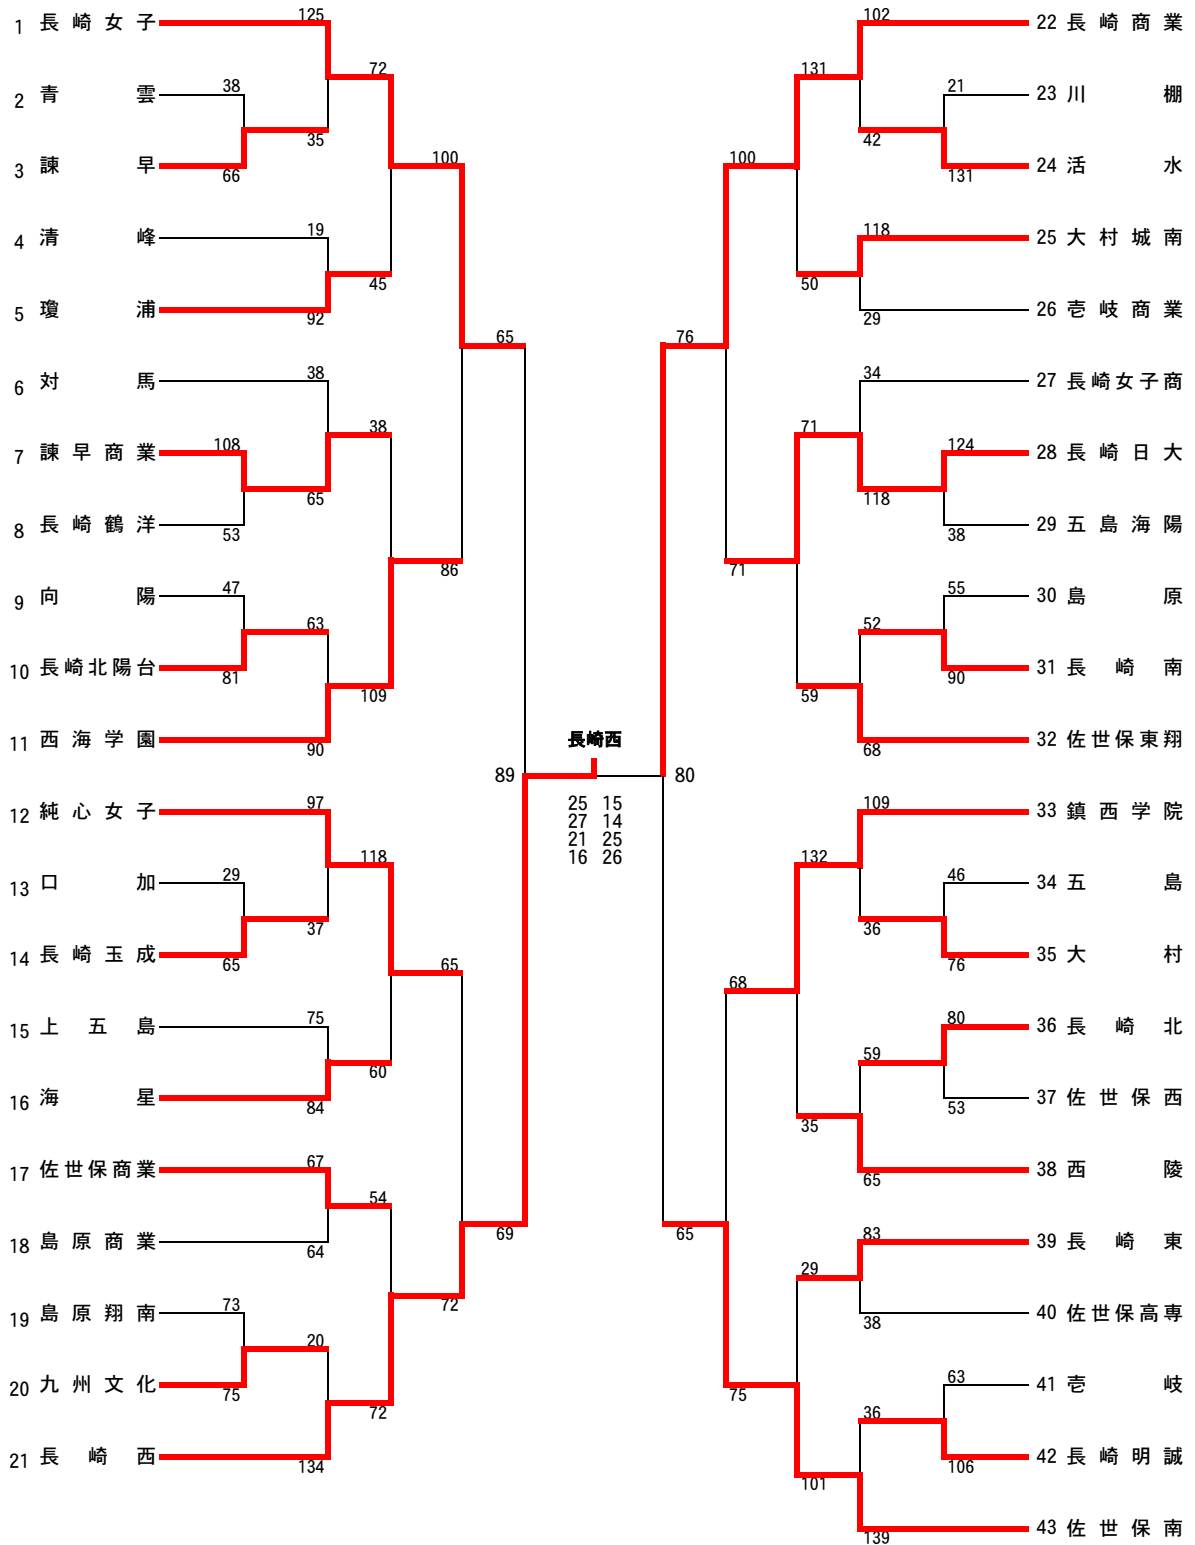 1 長崎女子 125
72
2 青雲 38
35
3 諫早 66
100
4 清峰 19
45
5 瓊浦 92
65
6 対馬 38
38
7 諫早商業 108
65
8 長崎鶴洋 53
86
9 向陽 47
63
10 長崎北陽台 81
109
11 西海学園 90
89
12 純心女子 97
118
13 口加 29
37
14 長崎玉成 65
65
15 上五島 75
60
16 海星 84
69
17 佐世保商業 67
54
18 島原商業 64
72
19 島原翔南 73
20
20 九州文化 75
72
21 長崎西 134
長崎西
25 15
27 14
21 25
16 26
102 22 長崎商業
131
21 23 川棚
42
131 24 活水
100
118 25 大村城南
50
29 26 壱岐商業
76
34 27 長崎女子商
71
124 28 長崎日大
118
38 29 五島海陽
71
55 30 島原
52
90 31 長崎南
59
68 32 佐世保東翔
80
109 33 鎮西学院
132
46 34 五島
36
76 35 大村
68
80 36 長崎北
59
53 37 佐世保西
35
65 38 西陵
65
83 39 長崎東
29
38 40 佐世保高専
75
63 41 壱岐
36
106 42 長崎明誠
101
139 43 佐世保南